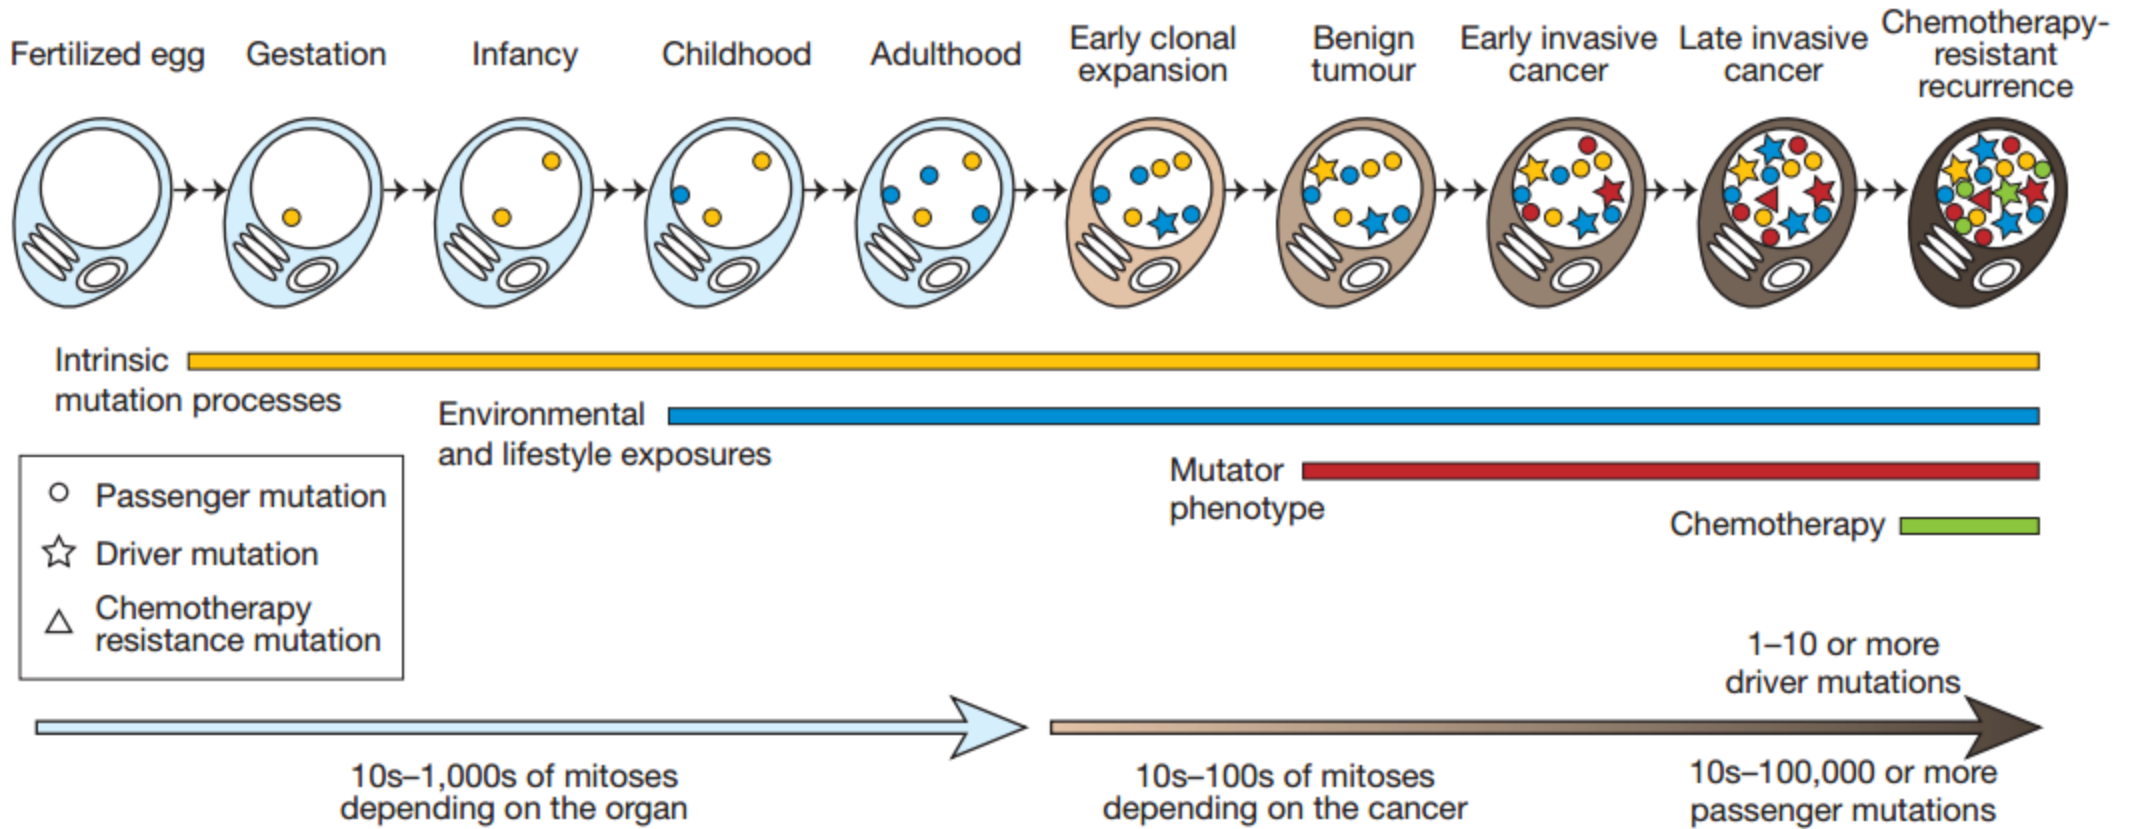 Fertilized egg
Gestation
Infancy
Childhood
Adulthood
Early clonal
expansion
Benign
tumour
Early invasive
cancer
Late invasive
cancer
Chemotherapy-
resistant
recurrence
Intrinsic
mutation processes
Environmental
and lifestyle exposures
Mutator
phenotype
Chemotherapy
Passenger mutation
Driver mutation
Chemotherapy
resistance mutation
1–10 or more
driver mutations
10s–1,000s of mitoses
depending on the organ
10s–100s of mitoses
depending on the cancer
10s–100,000 or more
passenger mutations